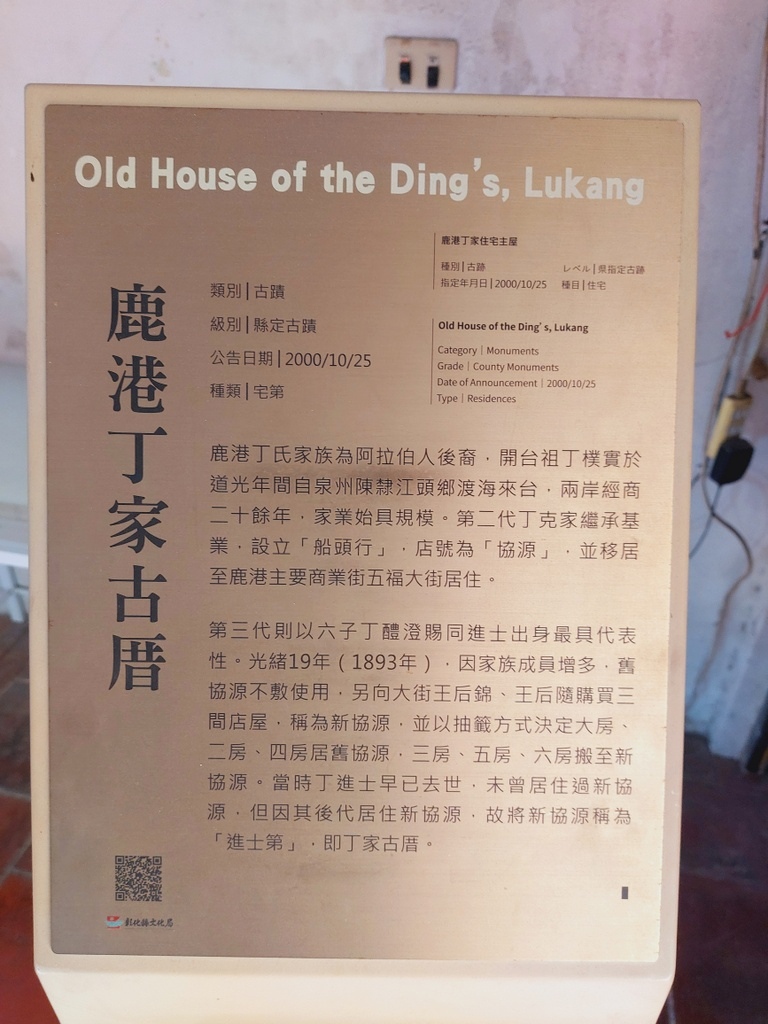 Old House of the Ding's, Lukang
鹿港丁家古厝
類別│古蹟
級別│縣定古蹟
公告日期│2000/10/25
種類│宅第
鹿港丁家住宅主屋
種別│古跡 レベル│県指定古跡
指定年月日│2000/10/25 種目│住宅
Old House of the Ding's, Lukang
Category│Monuments
Grade│County Monuments
Date of Announcement│2000/10/25
Type│Residences
鹿港丁氏家族為阿拉伯人後裔，開台祖丁樸實於
道光年間自泉州陳隸江頭鄉渡海來台，兩岸經商
二十餘年，家業始具規模。第二代丁克家繼承基
業，設立「船頭行」，店號為「協源」，並移居
至鹿港主要商業街五福大街居住。
第三代則以六子丁醴澄賜同進士出身最具代表
性。光緒19年（1893年），因家族成員增多，舊
協源不敷使用，另向大街王后錦、王后隨購買三
間店屋，稱為新協源，並以抽籤方式決定大房、
二房、四房居舊協源，三房、五房、六房搬至新
協源。當時丁進士早已去世，未曾居住過新協
源，但因其後代居住新協源，故將新協源稱為
「進士第」，即丁家古厝。
彰化縣文化局